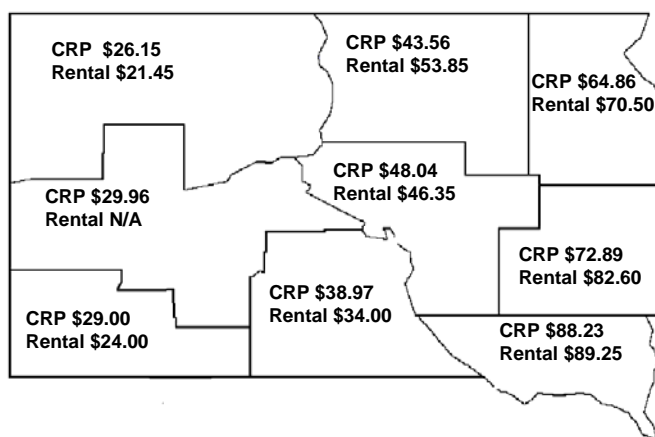 CRP $26.15
Rental $21.45
CRP $43.56
Rental $53.85
CRP $64.86
Rental $70.50
CRP $29.96
Rental N/A
CRP $48.04
Rental $46.35
CRP $72.89
Rental $82.60
CRP $29.00
Rental $24.00
CRP $38.97
Rental $34.00
CRP $88.23
Rental $89.25